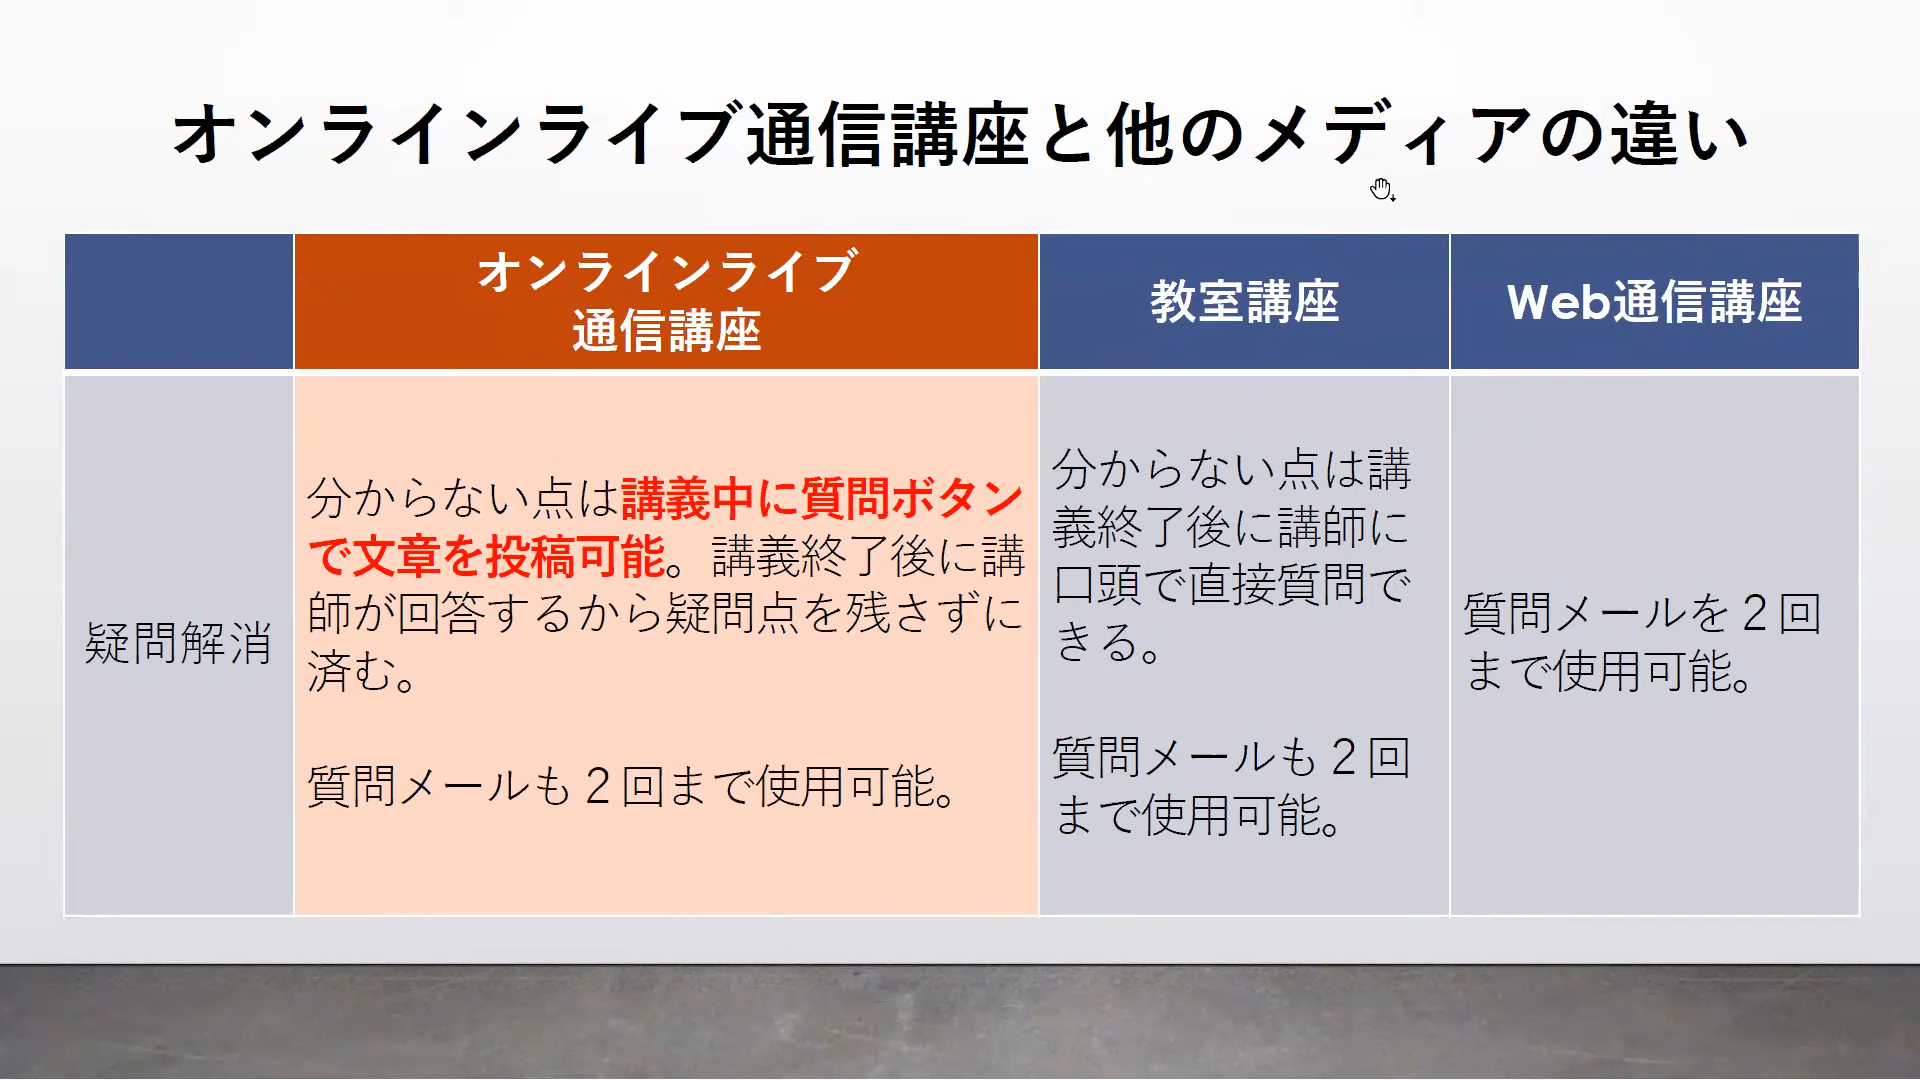 オンラインライブ通信講座と他のメディアの違い
オンラインライブ
通信講座
教室講座
Web通信講座
疑問解消
分からない点は講義中に質問ボタン
で文章を投稿可能。講義終了後に講
師が回答するから疑問点を残さずに
済む。
質問メールも２回まで使用可能。
分からない点は講
義終了後に講師に
口頭で直接質問で
きる。
質問メールも２回
まで使用可能。
質問メールを２回
まで使用可能。